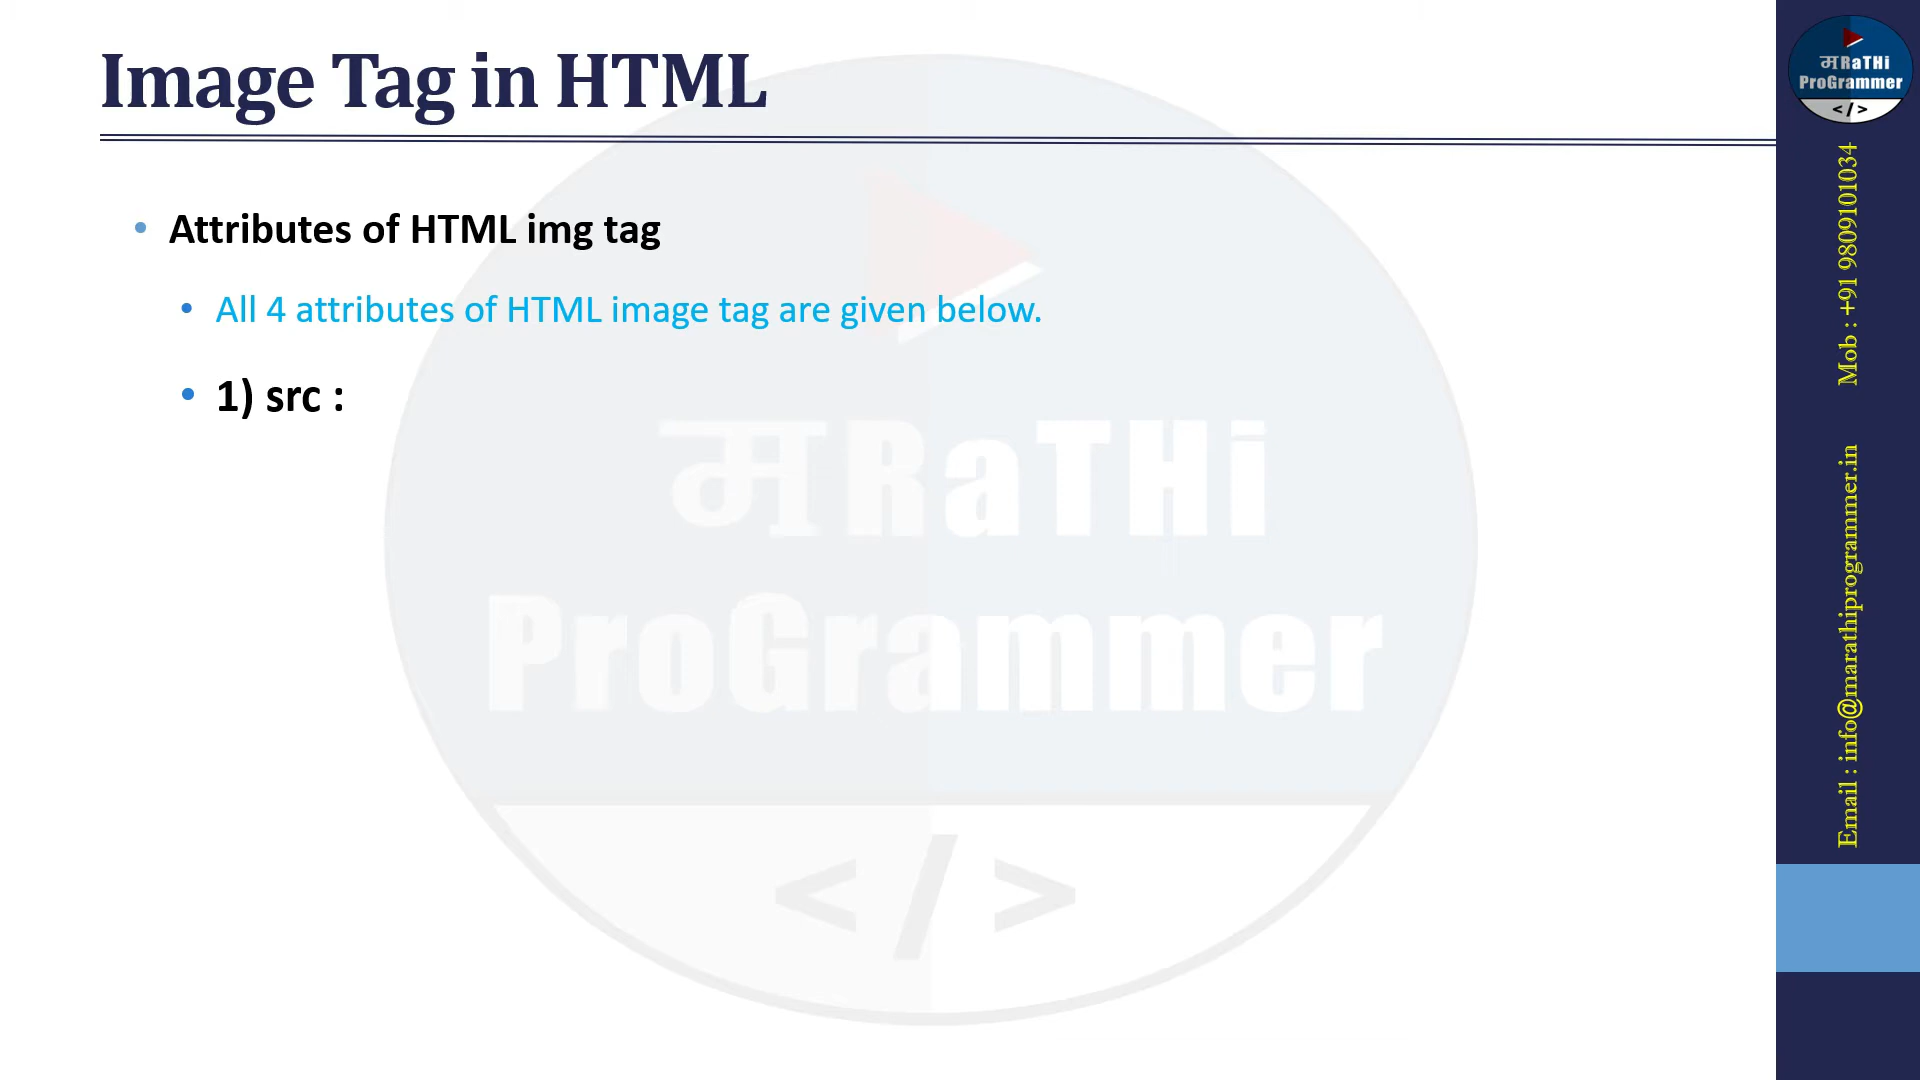 Image Tag in HTML
• Attributes of HTML img tag
• All 4 attributes of HTML image tag are given below.
• 1) src :
मRaTHi
ProGrammer
</>
मRaTHi
ProGrammer
</>
Mob : +91 9809101034
Email : info@marathiprogrammer.in